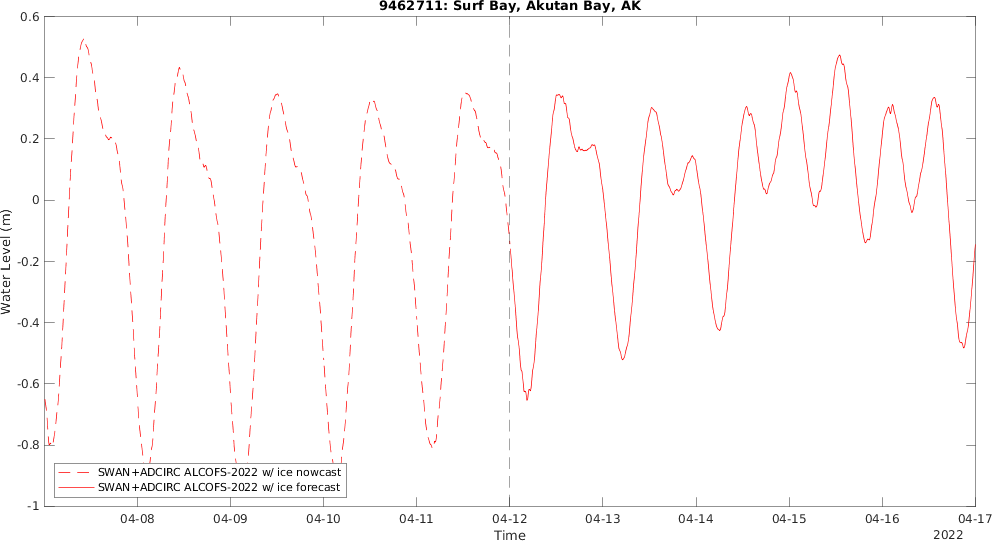 9462711: Surf Bay, Akutan Bay, AK
0.6
0.4
0.2
0
-0.2
-0.4
-0.6
-0.8
-1
Water Level (m)
SWAN+ADCIRC ALCOFS-2022 w/ ice nowcast
SWAN+ADCIRC ALCOFS-2022 w/ ice forecast
04-08 04-09 04-10 04-11 04-12 04-13 04-14 04-15 04-16 04-17
Time
2022